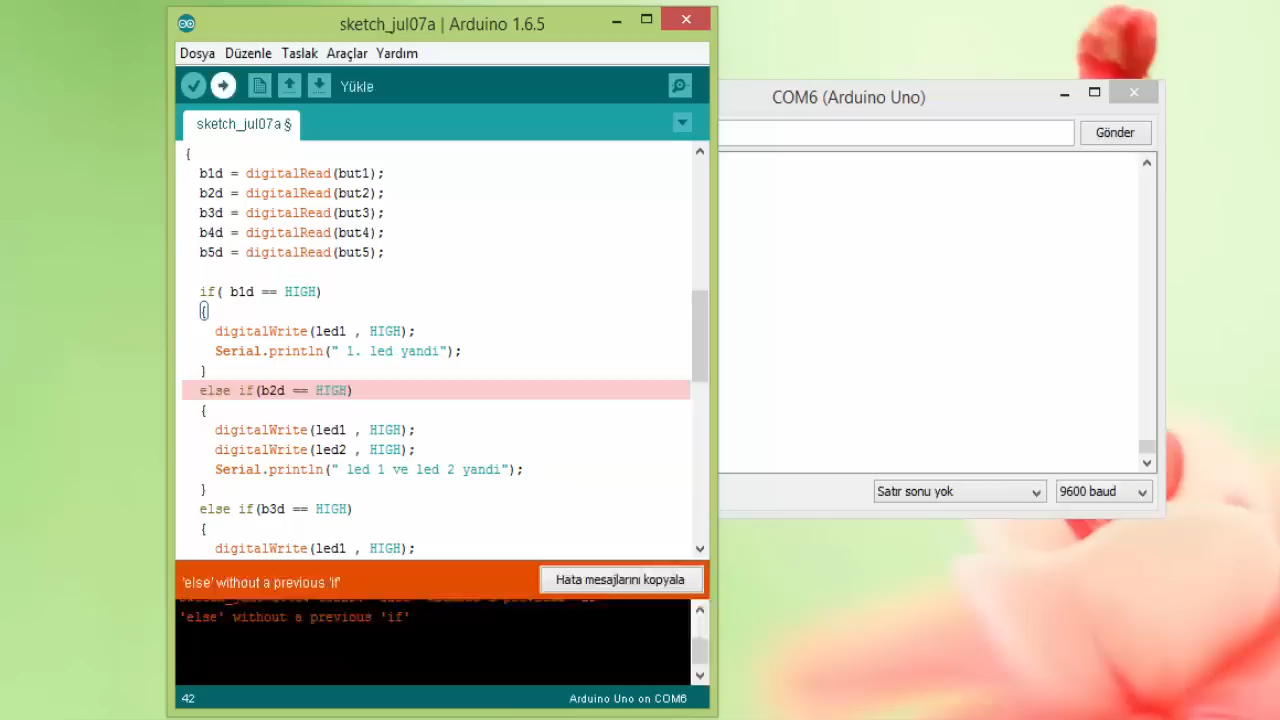 sketch_jul07a | Arduino 1.6.5
Dosya Düzenle Taslak Araçlar Yardım
Yükle
sketch_jul07a §
{
b1d = digitalRead(but1);
b2d = digitalRead(but2);
b3d = digitalRead(but3);
b4d = digitalRead(but4);
b5d = digitalRead(but5);
if( b1d == HIGH)
{
digitalWrite(led1 , HIGH);
Serial.println(" 1. led yandi");
}
else if(b2d == HIGH)
{
digitalWrite(led1 , HIGH);
digitalWrite(led2 , HIGH);
Serial.println(" led 1 ve led 2 yandi");
}
else if(b3d == HIGH)
{
digitalWrite(led1 , HIGH);
'else' without a previous 'if'
Hata mesajlarını kopyala
'else' without a previous 'if'
42
Arduino Uno on COM6
COM6 (Arduino Uno)
Gönder
Satır sonu yok
9600 baud